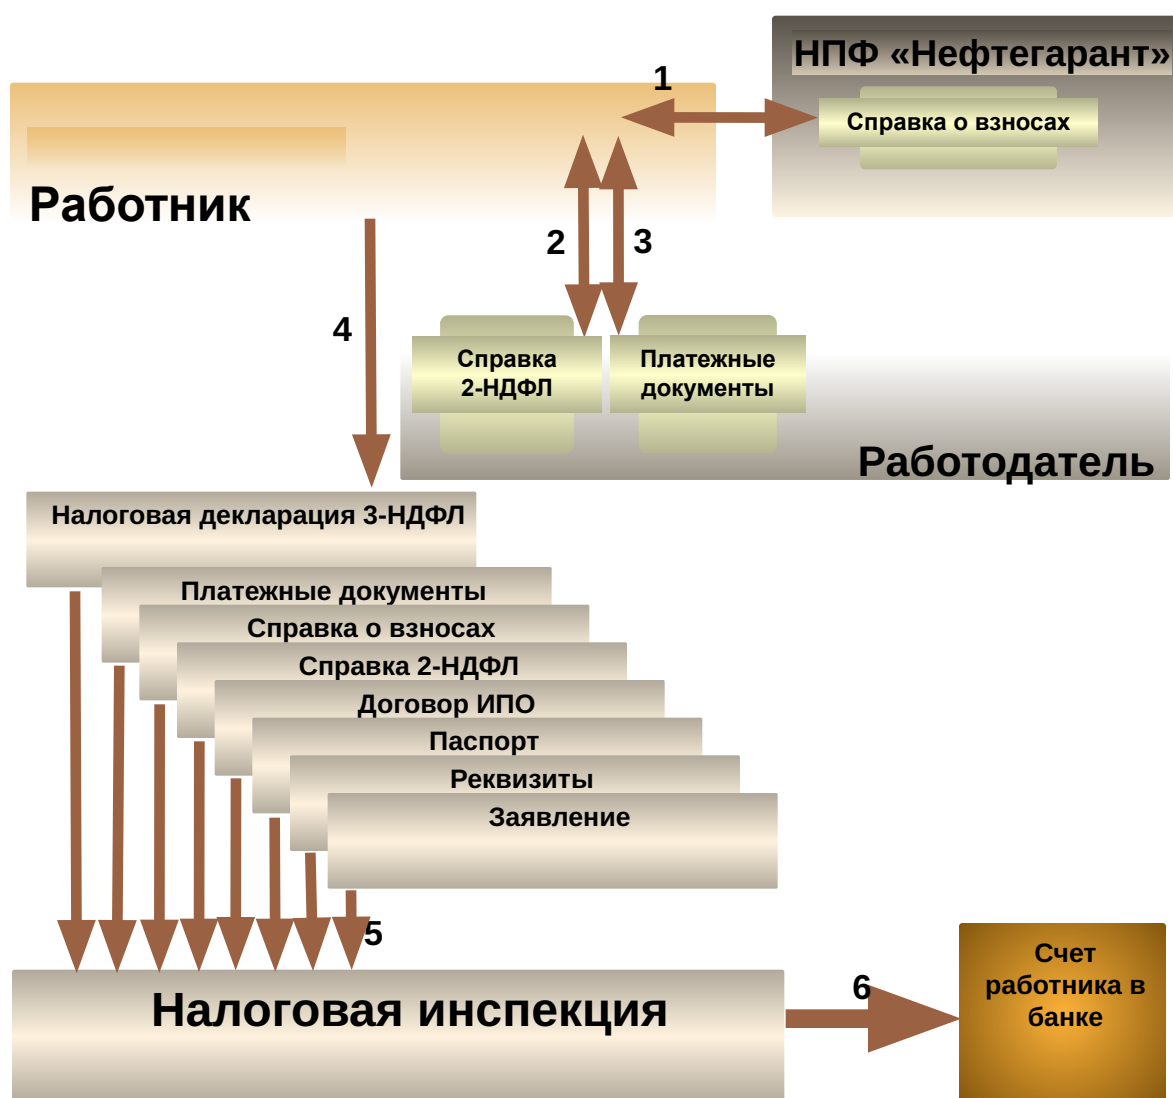 НПФ «Нефтегарант»
1
Справка о взносах
Работник
2
3
4
Справка
2-НДФЛ
Платежные
документы
Работодатель
Налоговая декларация 3-НДФЛ
Платежные документы
Справка о взносах
Справка 2-НДФЛ
Договор ИПО
Паспорт
Реквизиты
Заявление
5
Налоговая инспекция
6
Счет
работника в
банке